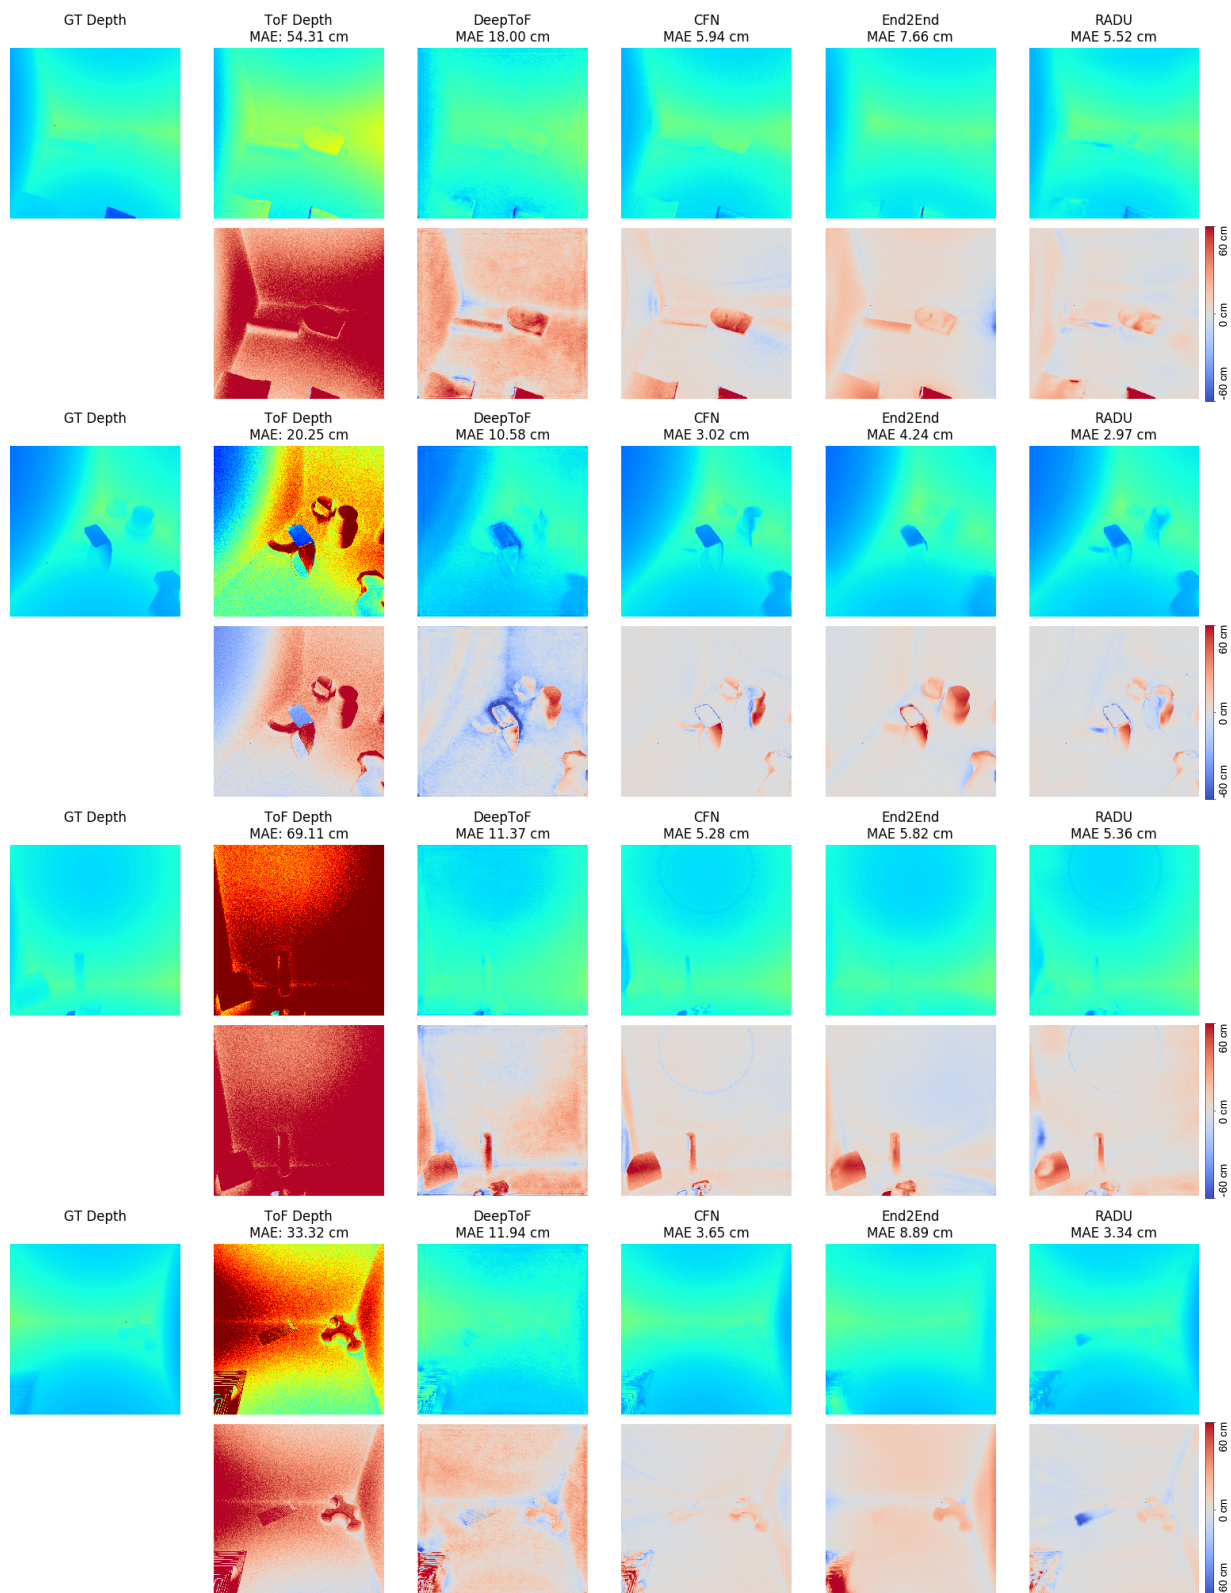 GT Depth
ToF Depth
MAE: 54.31 cm
DeepToF
MAE 18.00 cm
CFN
MAE 5.94 cm
End2End
MAE 7.66 cm
RADU
MAE 5.52 cm
60 cm
0 cm
-60 cm
GT Depth
ToF Depth
MAE: 20.25 cm
DeepToF
MAE 10.58 cm
CFN
MAE 3.02 cm
End2End
MAE 4.24 cm
RADU
MAE 2.97 cm
60 cm
0 cm
-60 cm
GT Depth
ToF Depth
MAE: 69.11 cm
DeepToF
MAE 11.37 cm
CFN
MAE 5.28 cm
End2End
MAE 5.82 cm
RADU
MAE 5.36 cm
60 cm
0 cm
-60 cm
GT Depth
ToF Depth
MAE: 33.32 cm
DeepToF
MAE 11.94 cm
CFN
MAE 3.65 cm
End2End
MAE 8.89 cm
RADU
MAE 3.34 cm
60 cm
0 cm
60 cm